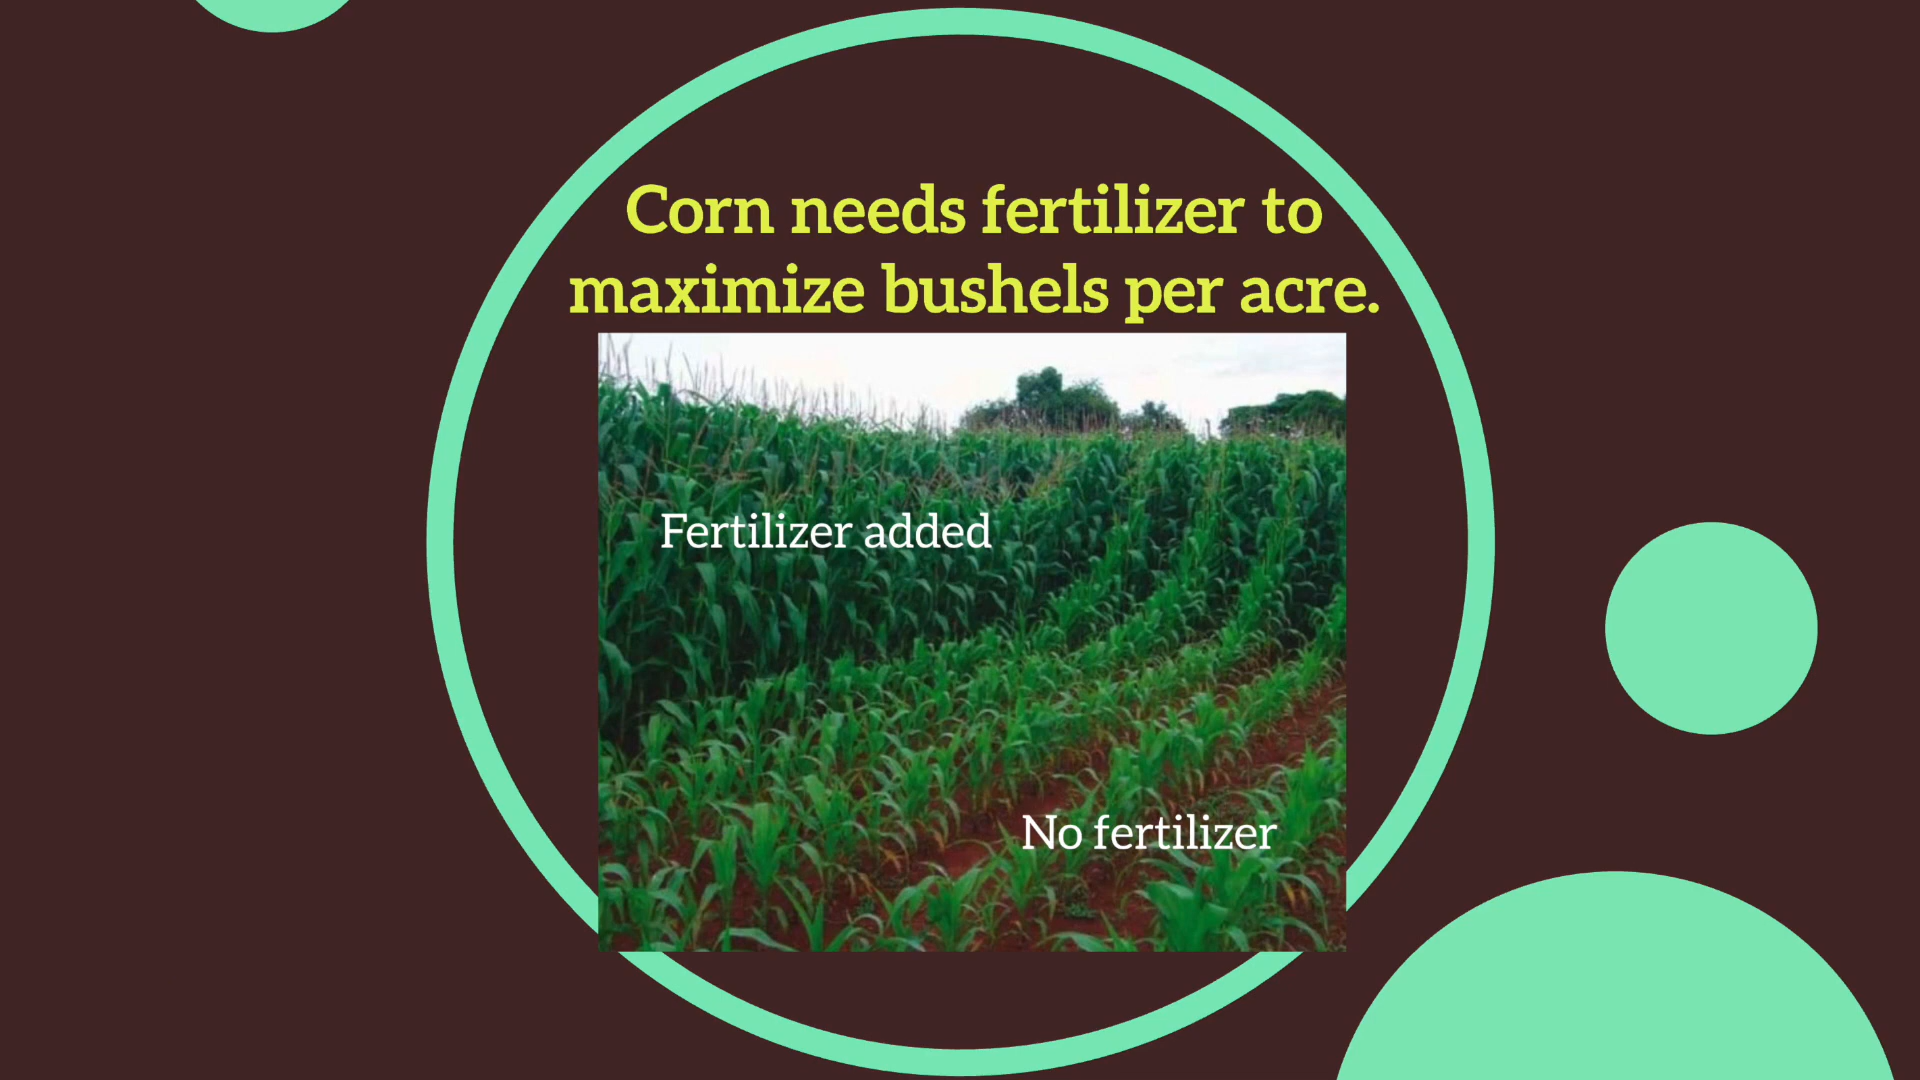 Corn needs fertilizer to
maximize bushels per acre.
Fertilizer added
No fertilizer